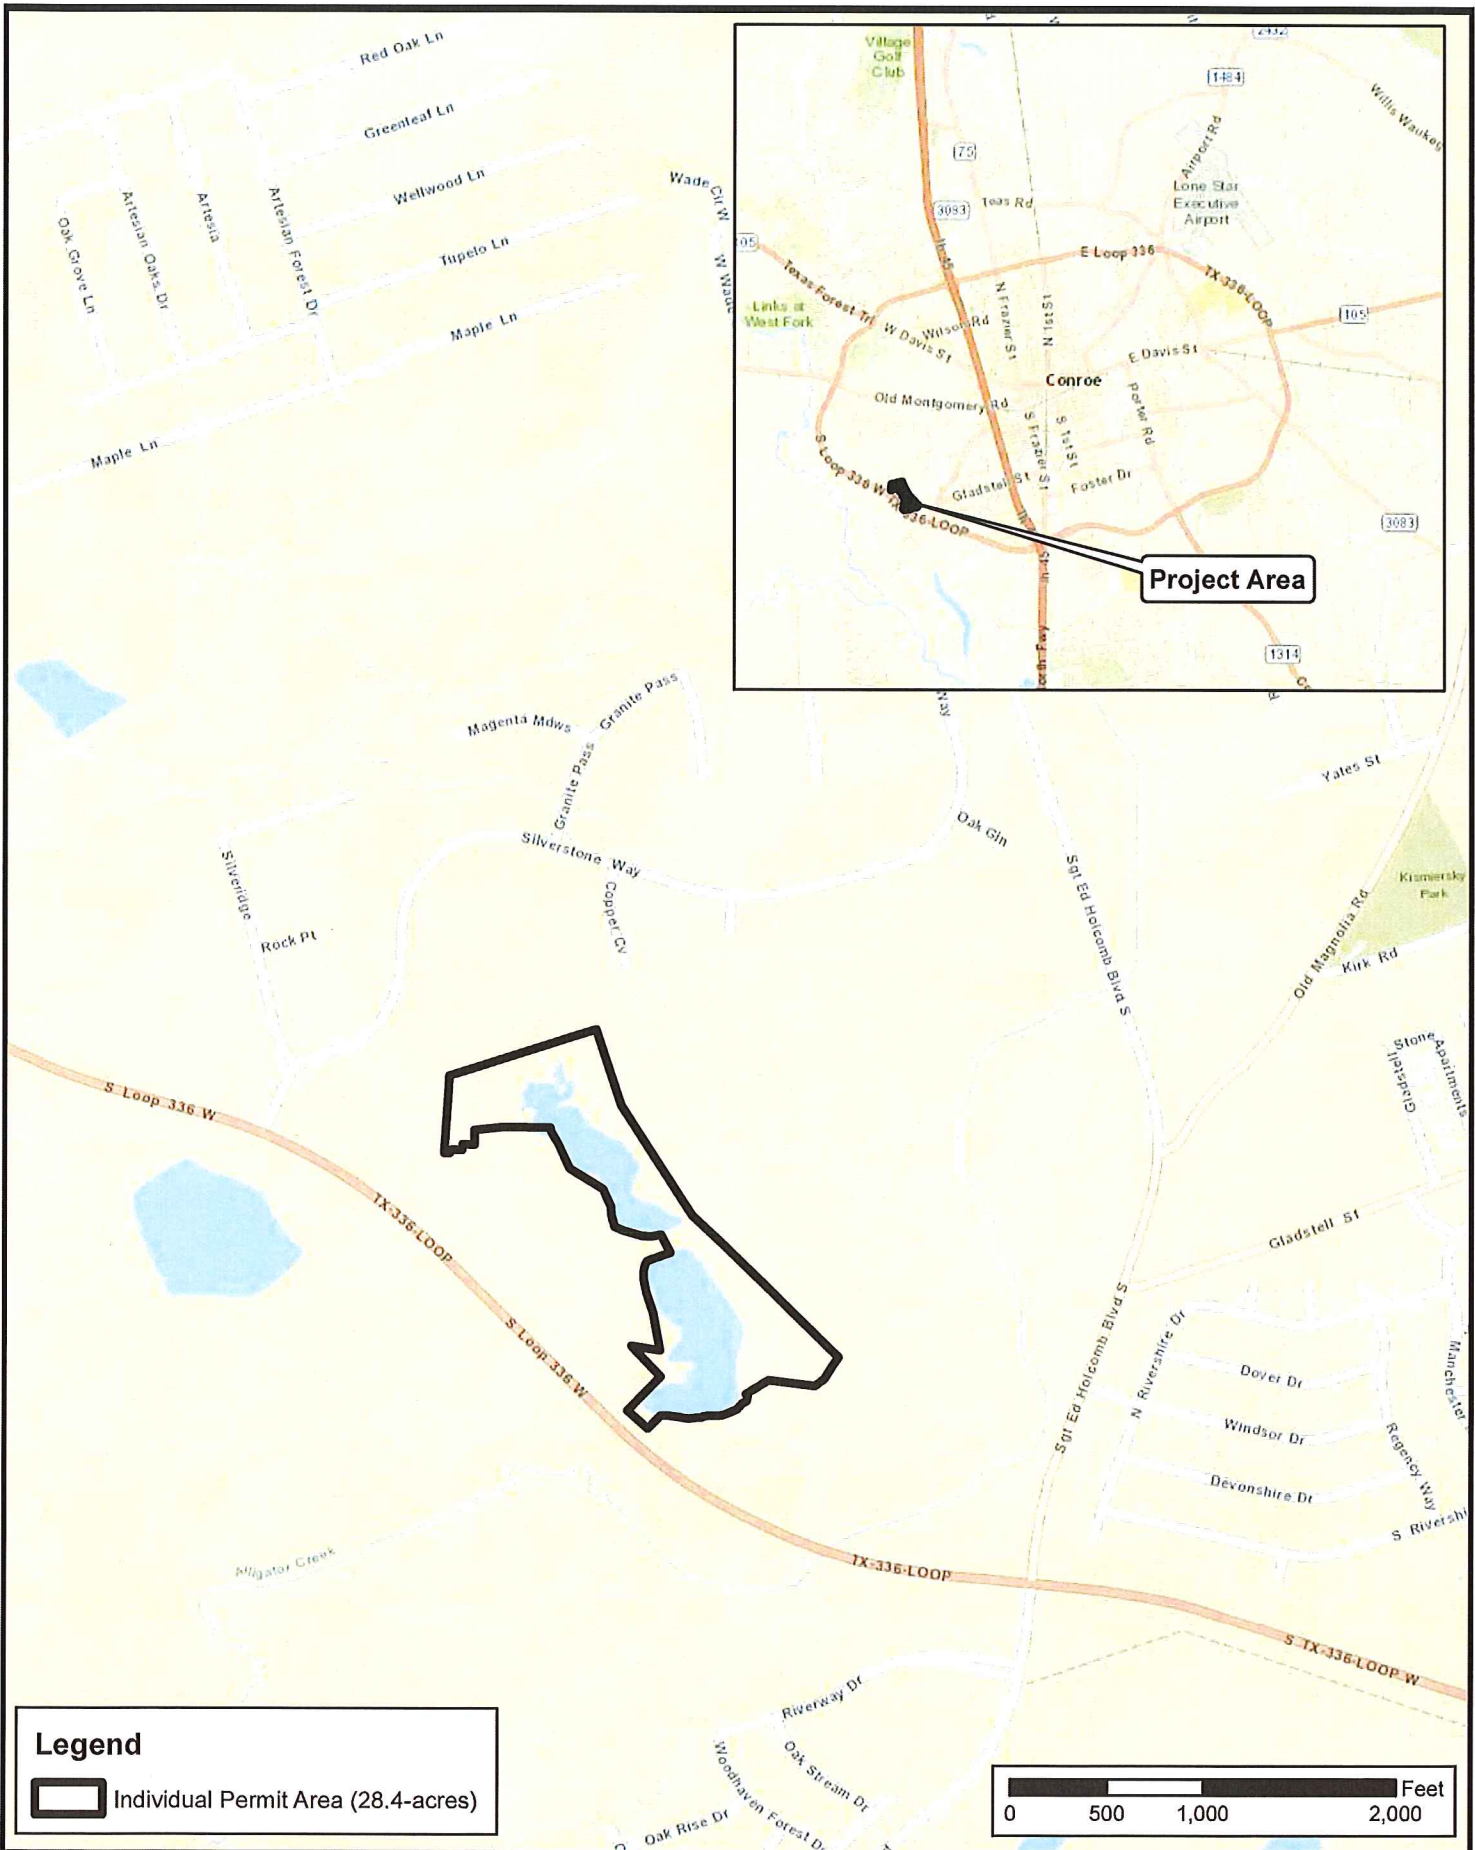 Red Oak Ln
Greenleaf Ln
Wellwood Ln
Tupelo Ln
Maple Ln
Maple Ln
Oak Grove Ln
Artesian Oaks Dr
Artesia
Artesian Forest Dr
Wade Cir W
W Wade
Village
Golf
Club
2432
1484
Willis Waukeg
75
Airport Rd
Lone Star
Executive
Airport
3083
Teas Rd
IH 45
E Loop 336
TX-336-LOOP
105
Texas Forest Trl
Links at
West Fork
W Davis St
Wilson Rd
N Frazier St
N 1st St
105
E Davis St
Conroe
Porter Rd
Old Montgomery Rd
S Frazier St
S 1st St
S Loop 336 W
Gladstell St
Foster Dr
3083
Project Area
1314
Magenta Mdws
Granite Pass
Granite Pass
Silverstone Way
Copper Cv
Silveridge
Rock Pt
Way
Oak Gln
Yates St
Kismiersky
Park
Sgt Ed Holcomb Blvd S
Old Magnolia Rd
Kirk Rd
Stone
Apartments
Gladstell
S Loop 336 W
TX-336-LOOP
S Loop 336 W
Gladstell St
Sgt Ed Holcomb Blvd S
N Rivershire Dr
Dover Dr
Windsor Dr
Devonshire Dr
Regency Way
Manchester
S Rivershi
Alligator Creek
TX-336-LOOP
S TX-336-LOOP W
Riverway Dr
Oak Stream Dr
Woodhaven Forest Dr
Oak Rise Dr
Legend
Individual Permit Area (28.4-acres)
Feet
0 500 1,000 2,000